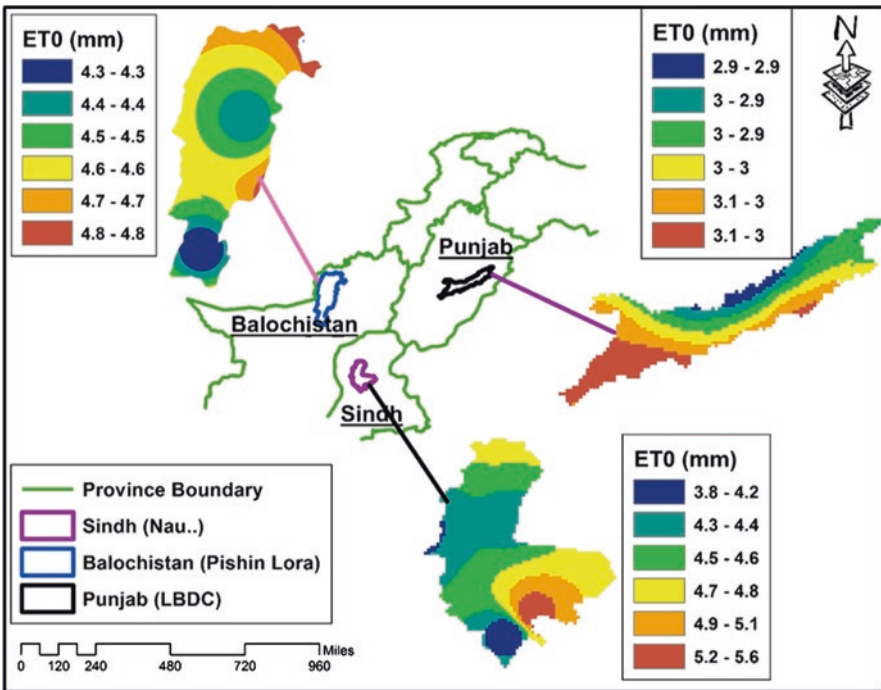 ET0 (mm)
4.3 - 4.3
4.4 - 4.4
4.5 - 4.5
4.6 - 4.6
4.7 - 4.7
4.8 - 4.8
ET0 (mm)
2.9 - 2.9
3 - 2.9
3 - 2.9
3 - 3
3.1 - 3
3.1 - 3
N
Punjab
Balochistan
Sindh
Province Boundary
Sindh (Nau..)
Balochistan (Pishin Lora)
Punjab (LBDC)
Miles
0 120 240 480 720 960
ET0 (mm)
3.8 - 4.2
4.3 - 4.4
4.5 - 4.6
4.7 - 4.8
4.9 - 5.1
5.2 - 5.6